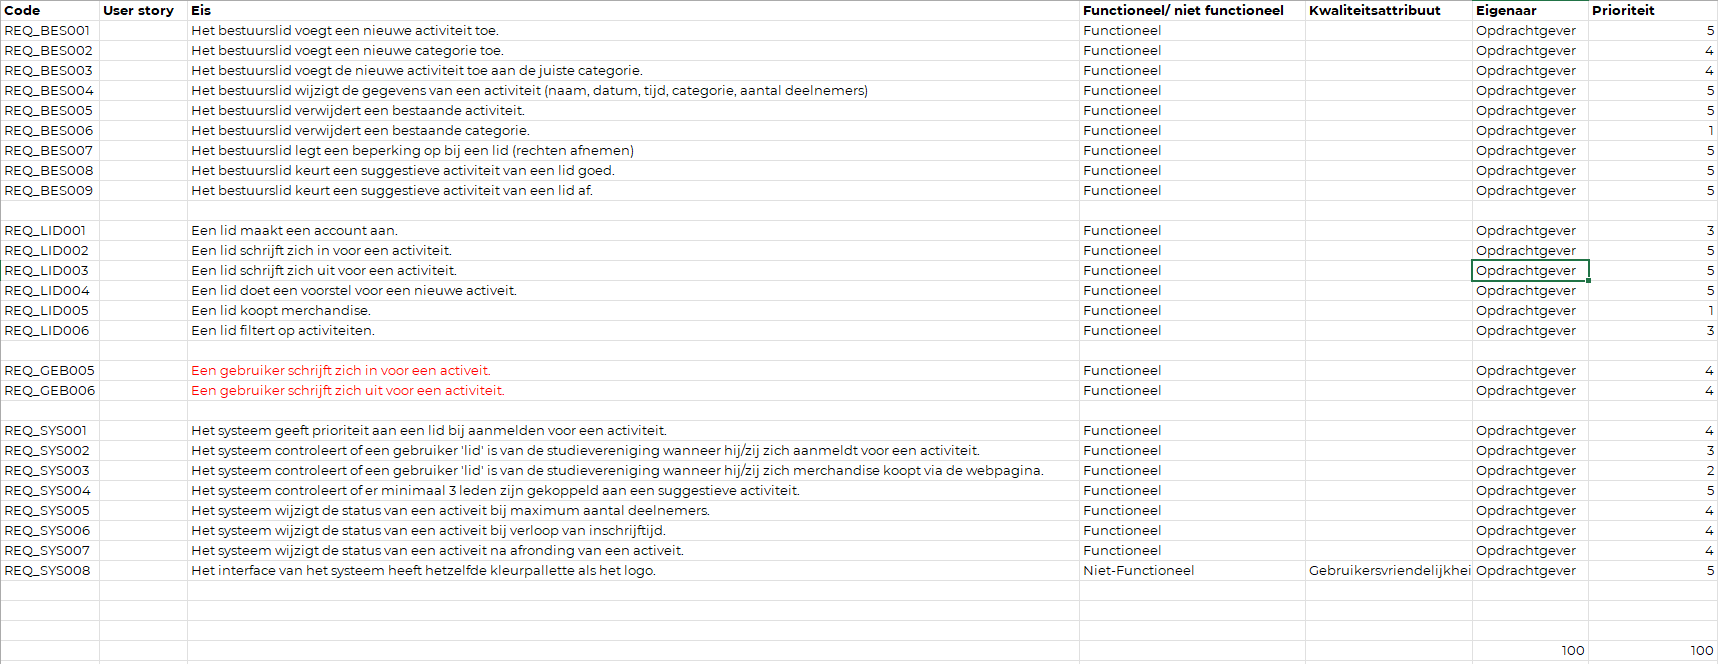 Code User story Eis Functioneel/ niet functioneel Kwaliteitsattribuut Eigenaar Prioriteit
REQ_BES001 Het bestuurslid voegt een nieuwe activiteit toe. Functioneel Opdrachtgever 5
REQ_BES002 Het bestuurslid voegt een nieuwe categorie toe. Functioneel Opdrachtgever 4
REQ_BES003 Het bestuurslid voegt de nieuwe activiteit toe aan de juiste categorie. Functioneel Opdrachtgever 4
REQ_BES004 Het bestuurslid wijzigt de gegevens van een activiteit (naam, datum, tijd, categorie, aantal deelnemers) Functioneel Opdrachtgever 5
REQ_BES005 Het bestuurslid verwijdert een bestaande activiteit. Functioneel Opdrachtgever 5
REQ_BES006 Het bestuurslid verwijdert een bestaande categorie. Functioneel Opdrachtgever 1
REQ_BES007 Het bestuurslid legt een beperking op bij een lid (rechten afnemen) Functioneel Opdrachtgever 5
REQ_BES008 Het bestuurslid keurt een suggestieve activiteit van een lid goed. Functioneel Opdrachtgever 5
REQ_BES009 Het bestuurslid keurt een suggestieve activiteit van een lid af. Functioneel Opdrachtgever 5
REQ_LID001 Een lid maakt een account aan. Functioneel Opdrachtgever 3
REQ_LID002 Een lid schrijft zich in voor een activiteit. Functioneel Opdrachtgever 5
REQ_LID003 Een lid schrijft zich uit voor een activiteit. Functioneel Opdrachtgever 5
REQ_LID004 Een lid doet een voorstel voor een nieuwe activeit. Functioneel Opdrachtgever 5
REQ_LID005 Een lid koopt merchandise. Functioneel Opdrachtgever 1
REQ_LID006 Een lid filtert op activiteiten. Functioneel Opdrachtgever 3
REQ_GEB005 Een gebruiker schrijft zich in voor een activeit. Functioneel Opdrachtgever 4
REQ_GEB006 Een gebruiker schrijft zich uit voor een activiteit. Functioneel Opdrachtgever 4
REQ_SYS001 Het systeem geeft prioriteit aan een lid bij aanmelden voor een activiteit. Functioneel Opdrachtgever 4
REQ_SYS002 Het systeem controleert of een gebruiker 'lid' is van de studievereniging wanneer hij/zij zich aanmeldt voor een activiteit. Functioneel Opdrachtgever 3
REQ_SYS003 Het systeem controleert of een gebruiker 'lid' is van de studievereniging wanneer hij/zij zich merchandise koopt via de webpagina. Functioneel Opdrachtgever 2
REQ_SYS004 Het systeem controleert of er minimaal 3 leden zijn gekoppeld aan een suggestieve activiteit. Functioneel Opdrachtgever 5
REQ_SYS005 Het systeem wijzigt de status van een activeit bij maximum aantal deelnemers. Functioneel Opdrachtgever 4
REQ_SYS006 Het systeem wijzigt de status van een activeit bij verloop van inschrijftijd. Functioneel Opdrachtgever 4
REQ_SYS007 Het systeem wijzigt de status van een activeit na afronding van een activeit. Functioneel Opdrachtgever 4
REQ_SYS008 Het interface van het systeem heeft hetzelfde kleurpallette als het logo. Niet-Functioneel Gebruikersvriendelijkhei Opdrachtgever 5
100 100